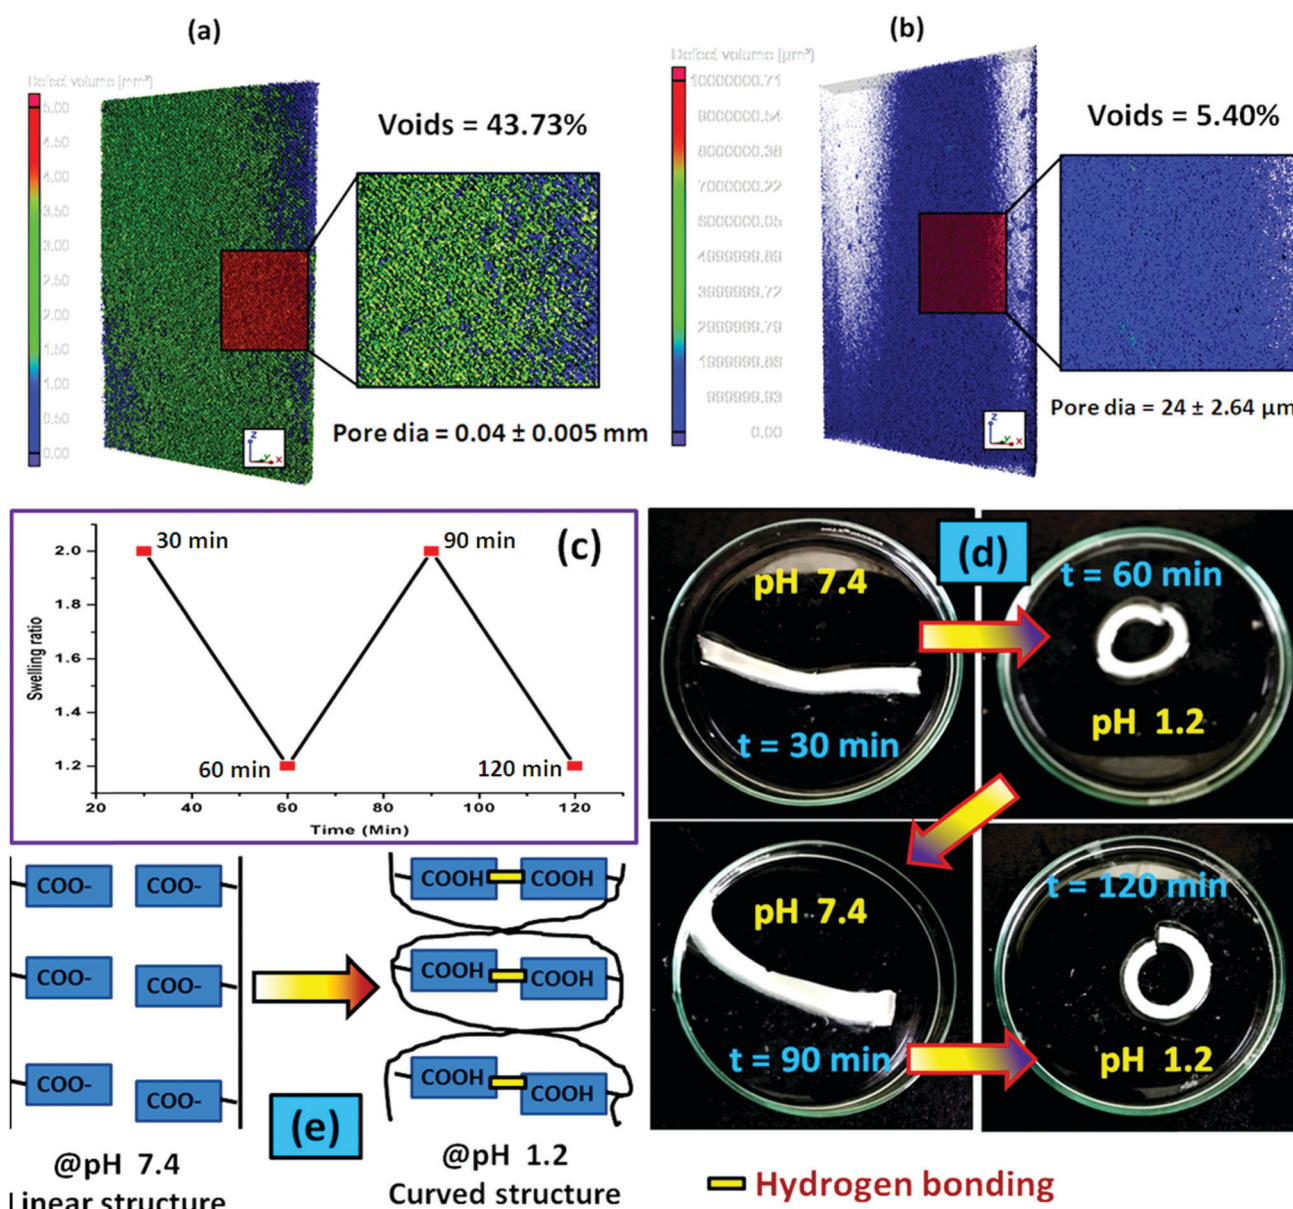 (a)
Defect volume [mm³]
5.00
4.50
4.00
3.50
3.00
2.50
2.00
1.50
1.00
0.50
0.00
Voids = 43.73%
Pore dia = 0.04 ± 0.005 mm
Z
Y
X
(b)
Defect volume [µm³]
10000000.71
9000000.54
8000000.38
7000000.22
6000000.05
4999999.89
3999999.72
2999999.79
1999999.86
999999.93
0.00
Voids = 5.40%
Pore dia = 24 ± 2.64 µm
Z
Y
X
(c)
Swelling ratio
2.0
1.8
1.6
1.4
1.2
30 min
90 min
60 min
120 min
20 40 60 80 100 120
Time (Min)
(d)
pH 7.4
t = 30 min
t = 60 min
pH 1.2
pH 7.4
t = 90 min
t = 120 min
pH 1.2
COO- COO-
COO- COO-
COO- COO-
COOH COOH
COOH COOH
COOH COOH
(e)
@pH 7.4
Linear structure
@pH 1.2
Curved structure
Hydrogen bonding